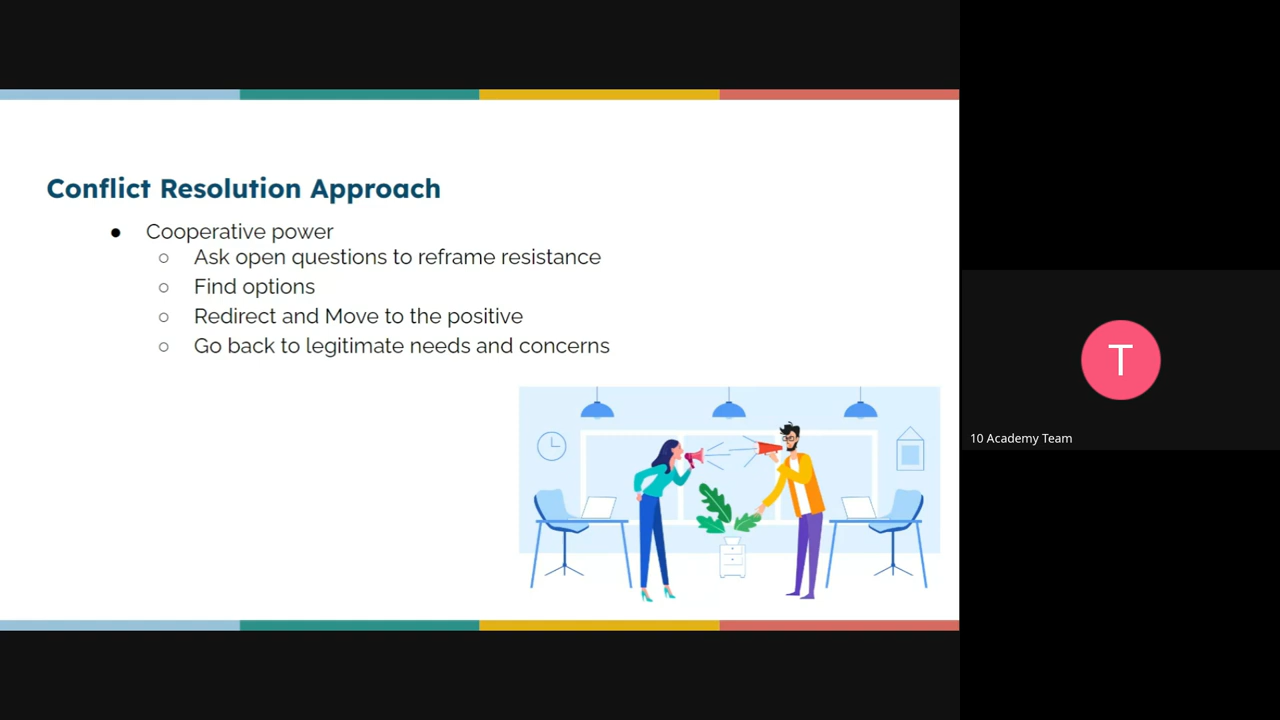 Conflict Resolution Approach
● Cooperative power
○ Ask open questions to reframe resistance
○ Find options
○ Redirect and Move to the positive
○ Go back to legitimate needs and concerns
T
10 Academy Team